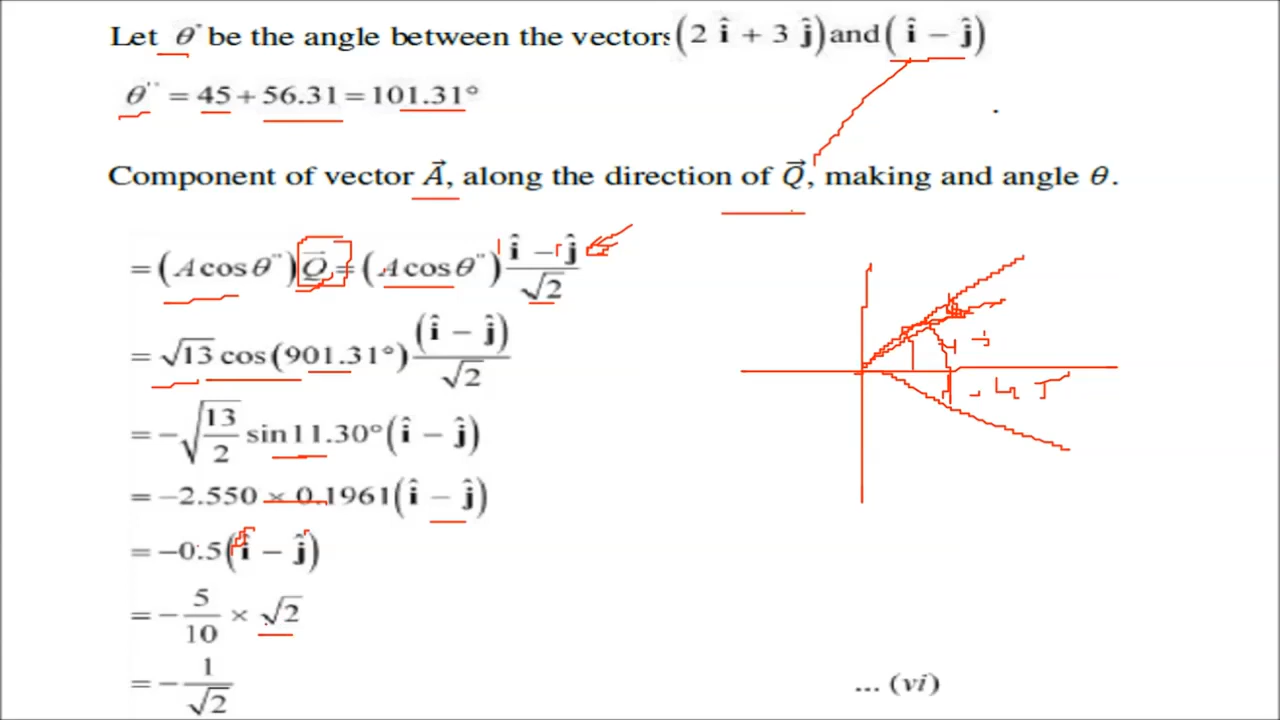 Let θ'' be the angle between the vectors (2 î + 3 ĵ) and (î − ĵ)
θ'' = 45 + 56.31 = 101.31°
Component of vector A⃗, along the direction of Q⃗, making and angle θ.
= (A cos θ'') Q⃗ = (A cos θ'') (î − ĵ)/√2
= √13 cos(901.31°) (î − ĵ)/√2
= −√(13/2) sin 11.30° (î − ĵ)
= −2.550 × 0.1961 (î − ĵ)
= −0.5 (î − ĵ)
= − 5/10 × √2
= − 1/√2
... (vi)